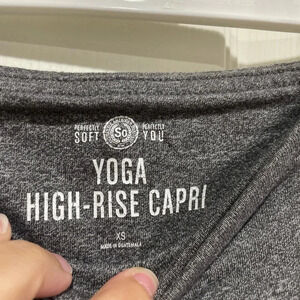 PERFECTLY SOFT So PERFECTLY YOU
YOGA
HIGH-RISE CAPRI
XS
MADE IN GUATEMALA